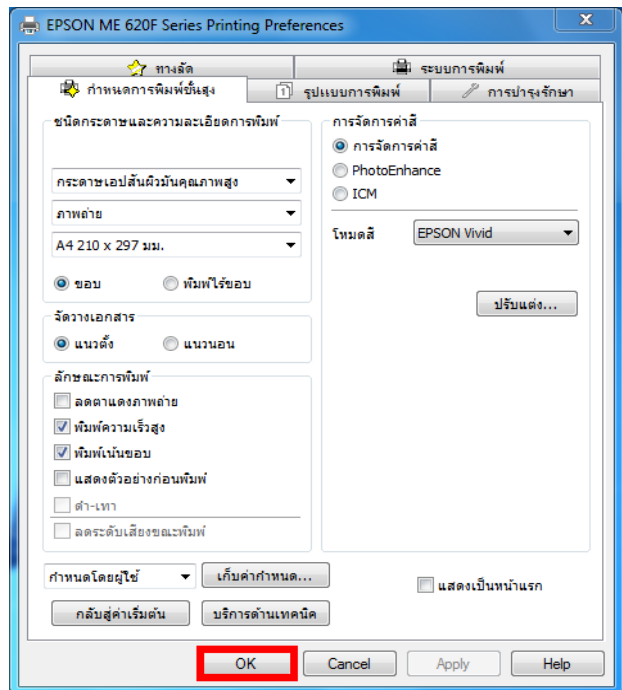 EPSON ME 620F Series Printing Preferences
X
ทางลัด
ระบบการพิมพ์
กำหนดการพิมพ์ขั้นสูง
รูปแบบการพิมพ์
การบำรุงรักษา
ชนิดกระดาษและความละเอียดการพิมพ์
กระดาษเอปสันผิวมันคุณภาพสูง
ภาพถ่าย
A4 210 x 297 มม.
ขอบ
พิมพ์ไร้ขอบ
จัดวางเอกสาร
แนวตั้ง
แนวนอน
ลักษณะการพิมพ์
ลดตาแดงภาพถ่าย
พิมพ์ความเร็วสูง
พิมพ์เน้นขอบ
แสดงตัวอย่างก่อนพิมพ์
ดำ-เทา
ลดระดับเสียงขณะพิมพ์
การจัดการค่าสี
การจัดการค่าสี
PhotoEnhance
ICM
โหมดสี
EPSON Vivid
ปรับแต่ง...
กำหนดโดยผู้ใช้
เก็บค่ากำหนด...
แสดงเป็นหน้าแรก
กลับสู่ค่าเริ่มต้น
บริการด้านเทคนิค
OK
Cancel
Apply
Help